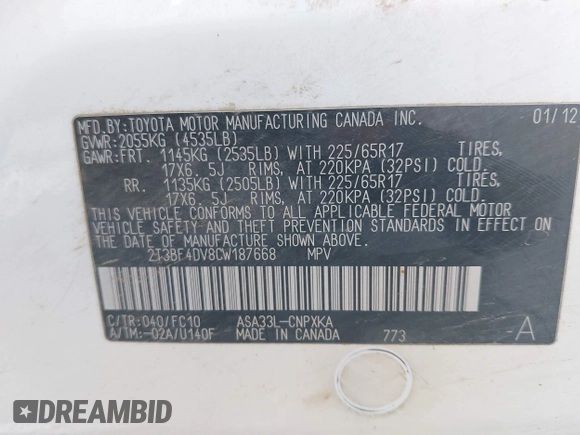 MFD.BY:TOYOTA MOTOR MANUFACTURING CANADA INC. 01/12
GVWR:2055KG (4535LB)
GAWR:FRT. 1145KG (2535LB) WITH 225/65R17 TIRES,
17X6.5J RIMS, AT 220KPA (32PSI) COLD.
RR. 1135KG (2505LB) WITH 225/65R17 TIRES,
17X6.5J RIMS, AT 220KPA (32PSI) COLD.
THIS VEHICLE CONFORMS TO ALL APPLICABLE FEDERAL MOTOR
VEHICLE SAFETY AND THEFT PREVENTION STANDARDS IN EFFECT ON
THE DATE OF MANUFACTURE SHOWN ABOVE.
2T3BF4DV8CW187668 MPV
C/TR:040/FC10 ASA33L-CNPXKA
A/TM:-02A/U140F MADE IN CANADA 773 -A
DREAMBID